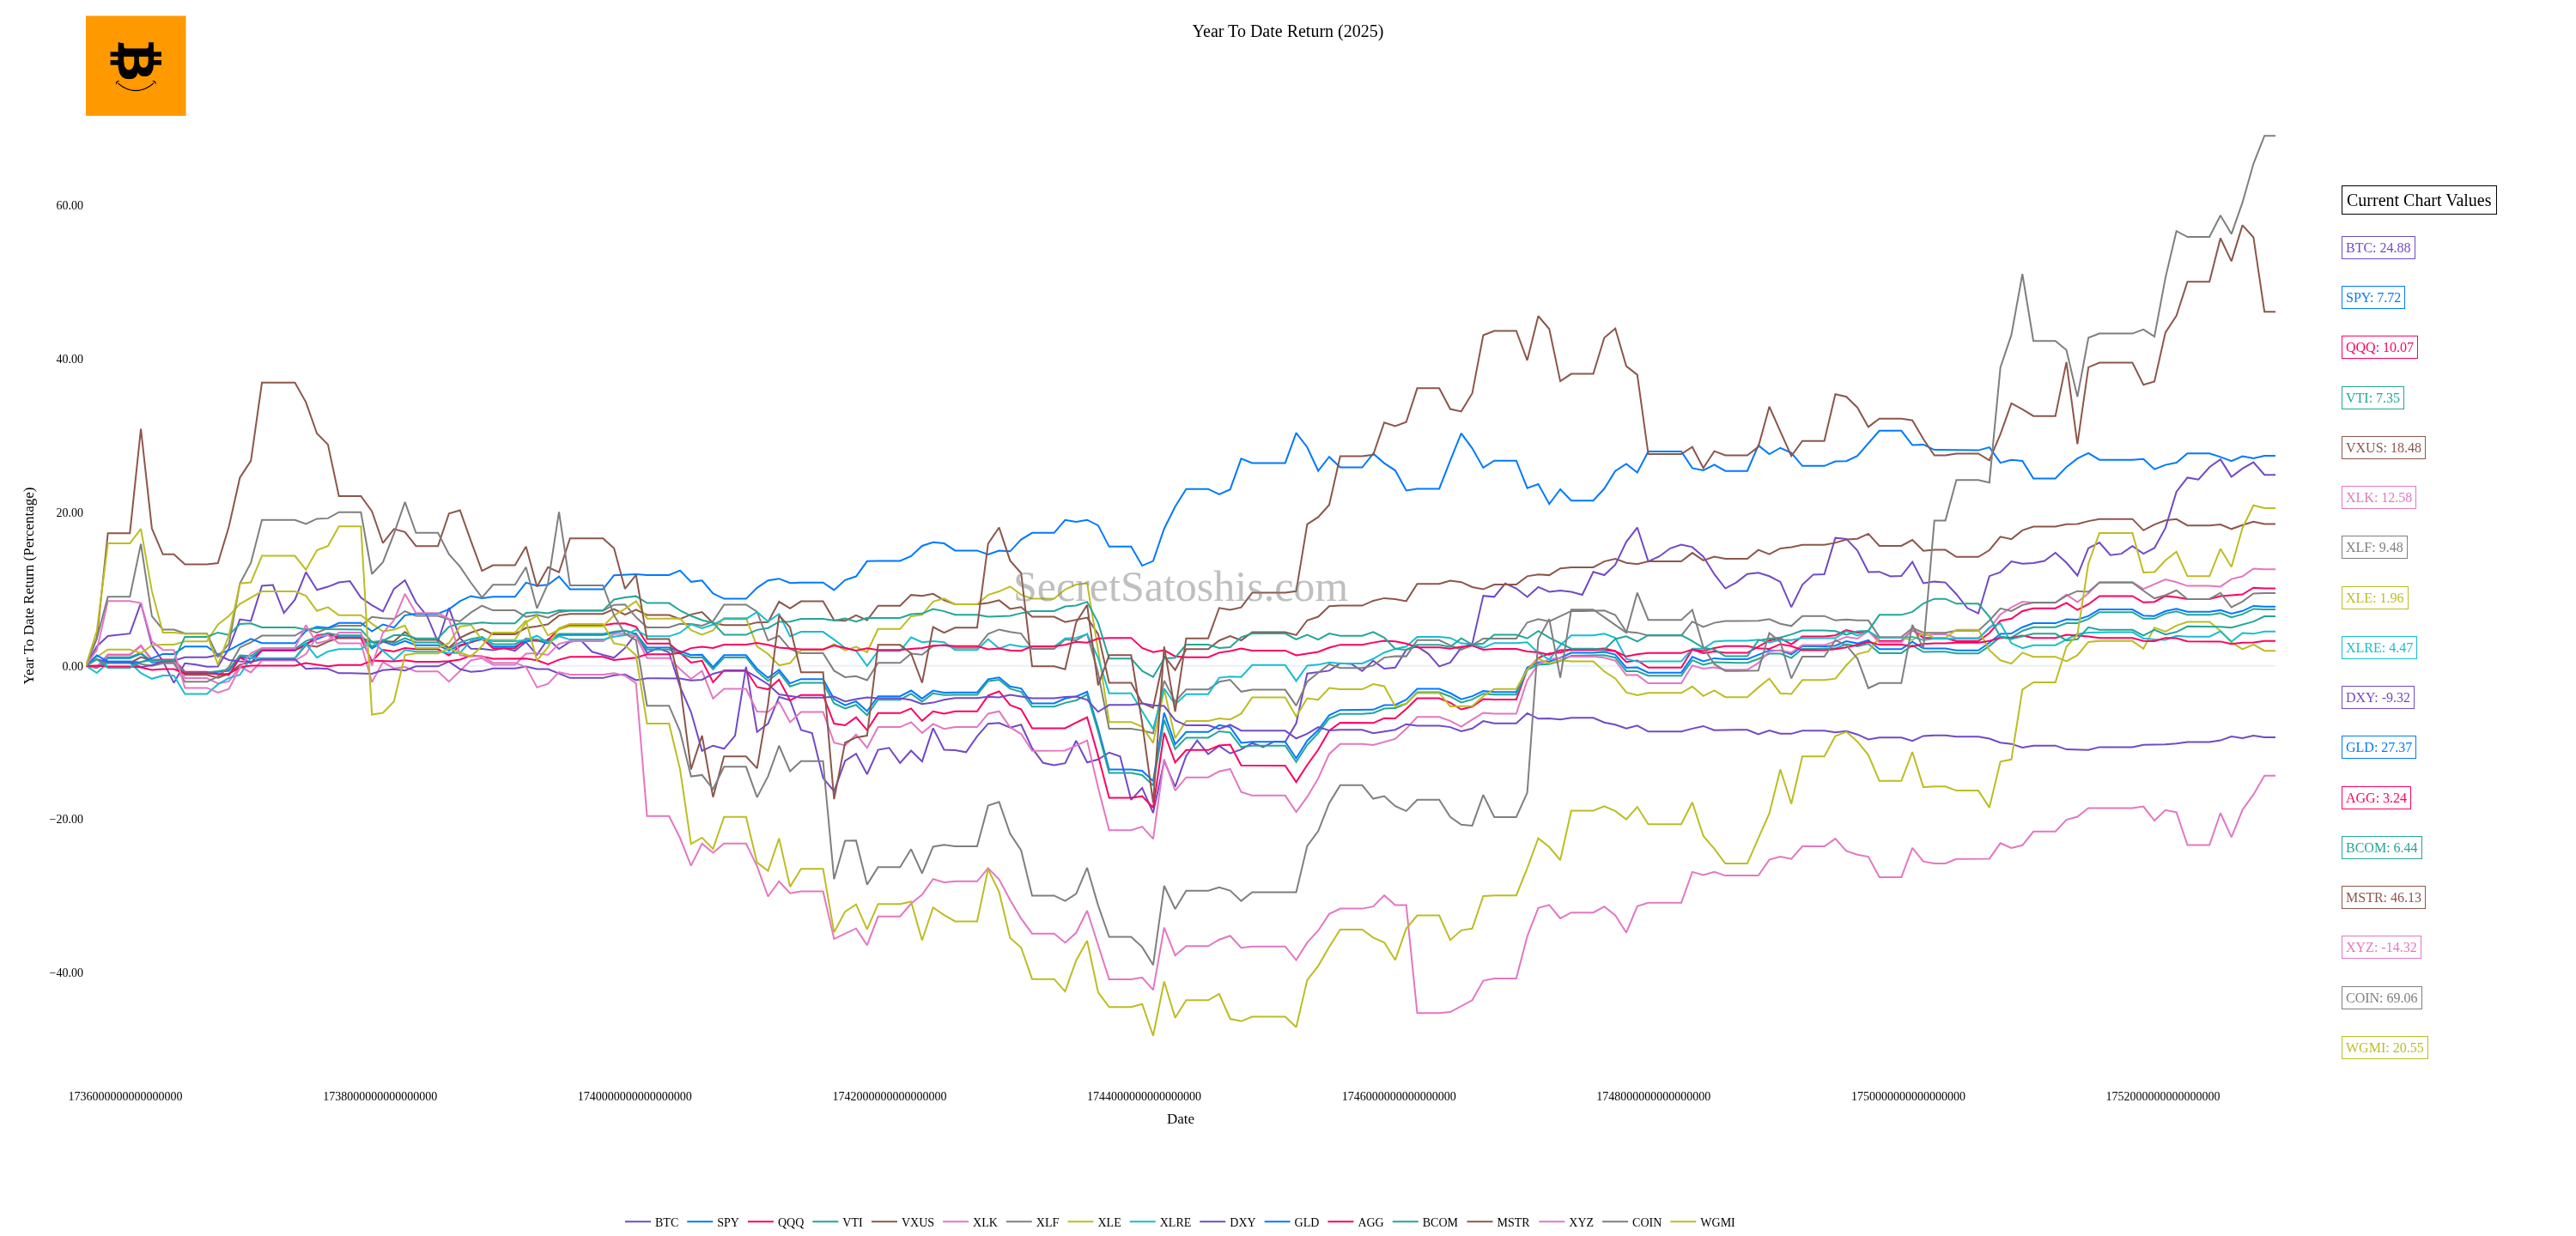 Year To Date Return (2025)
60.00
40.00
20.00
0.00
−20.00
−40.00
Year To Date Return (Percentage)
SecretSatoshis.com
Current Chart Values
BTC: 24.88
SPY: 7.72
QQQ: 10.07
VTI: 7.35
VXUS: 18.48
XLK: 12.58
XLF: 9.48
XLE: 1.96
XLRE: 4.47
DXY: -9.32
GLD: 27.37
AGG: 3.24
BCOM: 6.44
MSTR: 46.13
XYZ: -14.32
COIN: 69.06
WGMI: 20.55
1736000000000000000 1738000000000000000 1740000000000000000 1742000000000000000 1744000000000000000 1746000000000000000 1748000000000000000 1750000000000000000 1752000000000000000
Date
BTC SPY QQQ VTI VXUS XLK XLF XLE XLRE DXY GLD AGG BCOM MSTR XYZ COIN WGMI